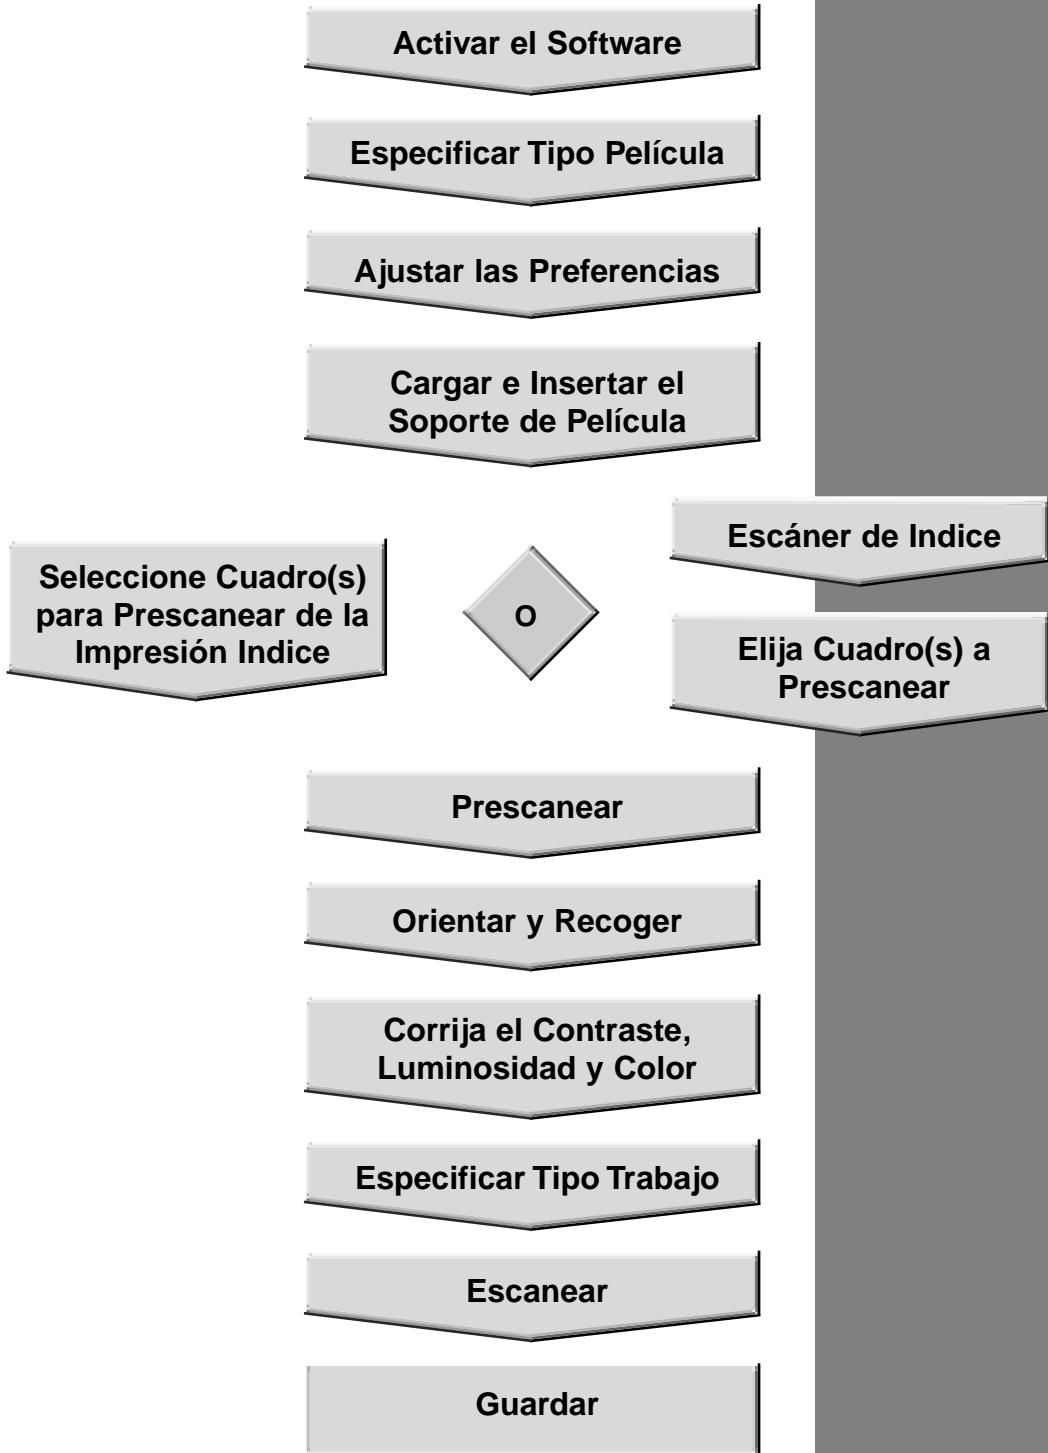 Activar el Software
Especificar Tipo Película
Ajustar las Preferencias
Cargar e Insertar el
Soporte de Película
Seleccione Cuadro(s)
para Prescanear de la
Impresión Indice
O
Escáner de Indice
Elija Cuadro(s) a
Prescanear
Prescanear
Orientar y Recoger
Corrija el Contraste,
Luminosidad y Color
Especificar Tipo Trabajo
Escanear
Guardar